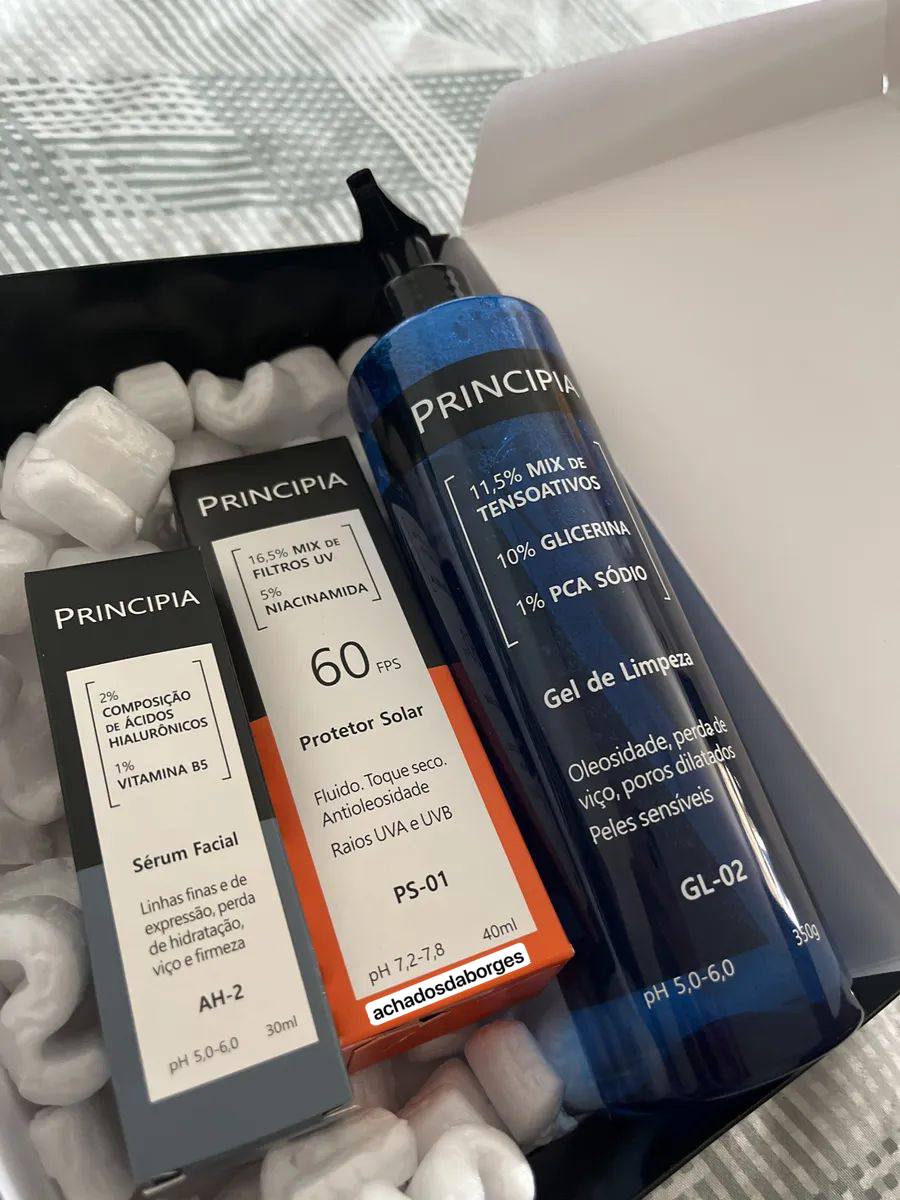 PRINCIPIA
2%
COMPOSIÇÃO
DE ÁCIDOS
HIALURÔNICOS
1%
VITAMINA B5
Sérum Facial
Linhas finas e de
expressão, perda
de hidratação,
viço e firmeza
AH-2
pH 5,0-6,0 30ml
PRINCIPIA
16,5% MIX DE
FILTROS UV
5%
NIACINAMIDA
60 FPS
Protetor Solar
Fluido. Toque seco.
Antioleosidade
Raios UVA e UVB
PS-01
pH 7,2-7,8 40ml
achadosdaborges
PRINCIPIA
11,5% MIX DE
TENSOATIVOS
10% GLICERINA
1% PCA SÓDIO
Gel de Limpeza
Oleosidade, perda de
viço, poros dilatados
Peles sensíveis
GL-02
350g
pH 5,0-6,0